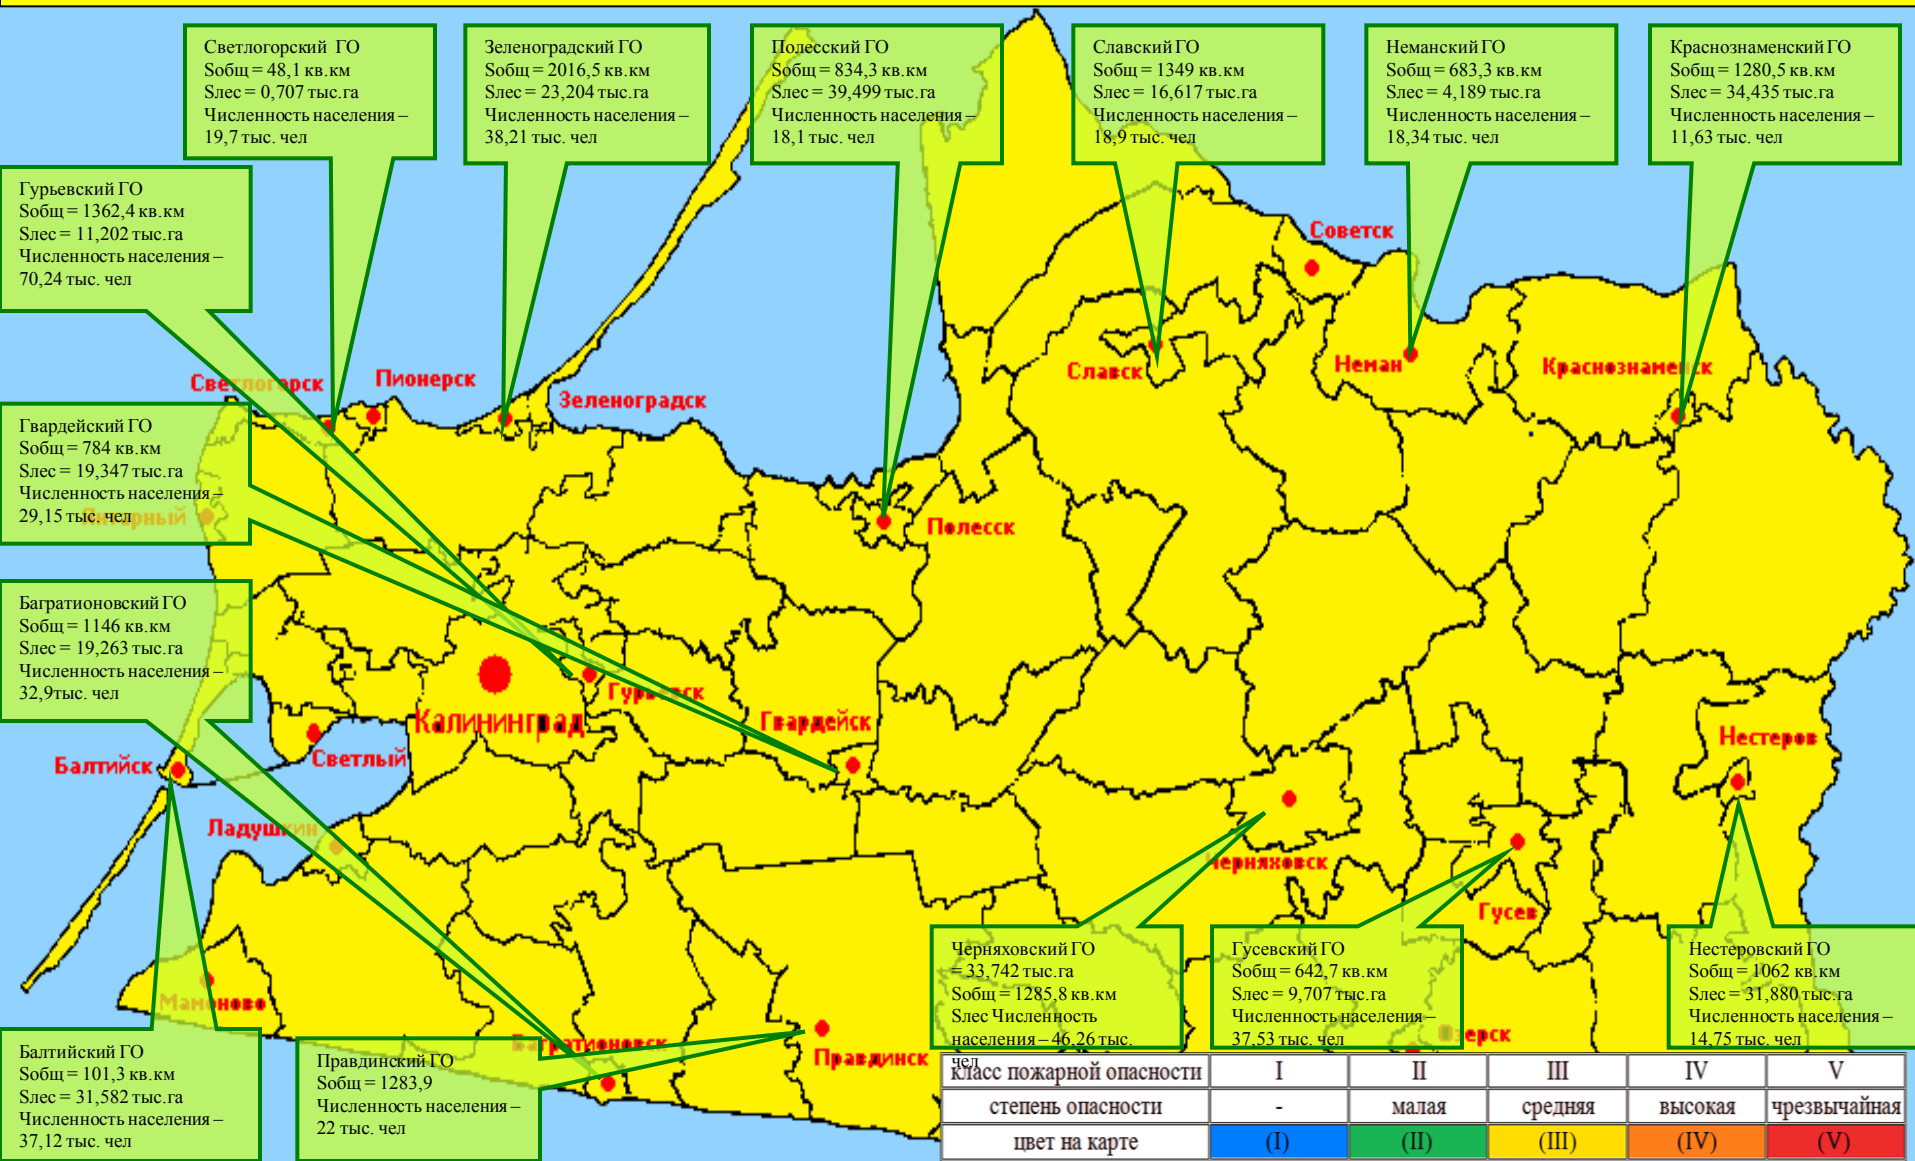 Светлогорский ГО
Sобщ = 48,1 кв.км
Sлес = 0,707 тыс.га
Численность населения –
19,7 тыс. чел
Зеленоградский ГО
Sобщ = 2016,5 кв.км
Sлес = 23,204 тыс.га
Численность населения –
38,21 тыс. чел
Полесский ГО
Sобщ = 834,3 кв.км
Sлес = 39,499 тыс.га
Численность населения –
18,1 тыс. чел
Славский ГО
Sобщ = 1349 кв.км
Sлес = 16,617 тыс.га
Численность населения –
18,9 тыс. чел
Неманский ГО
Sобщ = 683,3 кв.км
Sлес = 4,189 тыс.га
Численность населения –
18,34 тыс. чел
Краснознаменский ГО
Sобщ = 1280,5 кв.км
Sлес = 34,435 тыс.га
Численность населения –
11,63 тыс. чел
Гурьевский ГО
Sобщ = 1362,4 кв.км
Sлес = 11,202 тыс.га
Численность населения –
70,24 тыс. чел
Советск
Светлогорск
Пионерск
Зеленоградск
Славск
Неман
Краснознаменск
Гвардейский ГО
Sобщ = 784 кв.км
Sлес = 19,347 тыс.га
Численность населения –
29,15 тыс. чел
Янтарный
Полесск
Багратионовский ГО
Sобщ = 1146 кв.км
Sлес = 19,263 тыс.га
Численность населения –
32,9тыс. чел
Гурьевск
Калининград
Гвардейск
Нестеров
Балтийск
Светлый
Ладушкин
Черняховск
Гусев
Мамоново
Багратионовск
Правдинск
Озерск
Черняховский ГО
= 33,742 тыс.га
Sобщ = 1285,8 кв.км
Sлес Численность
населения – 46,26 тыс.
чел
Гусевский ГО
Sобщ = 642,7 кв.км
Sлес = 9,707 тыс.га
Численность населения –
37,53 тыс. чел
Нестеровский ГО
Sобщ = 1062 кв.км
Sлес = 31,880 тыс.га
Численность населения –
14,75 тыс. чел
Балтийский ГО
Sобщ = 101,3 кв.км
Sлес = 31,582 тыс.га
Численность населения –
37,12 тыс. чел
Правдинский ГО
Sобщ = 1283,9
Численность населения –
22 тыс. чел
класс пожарной опасности I II III IV V
степень опасности - малая средняя высокая чрезвычайная
цвет на карте (I) (II) (III) (IV) (V)